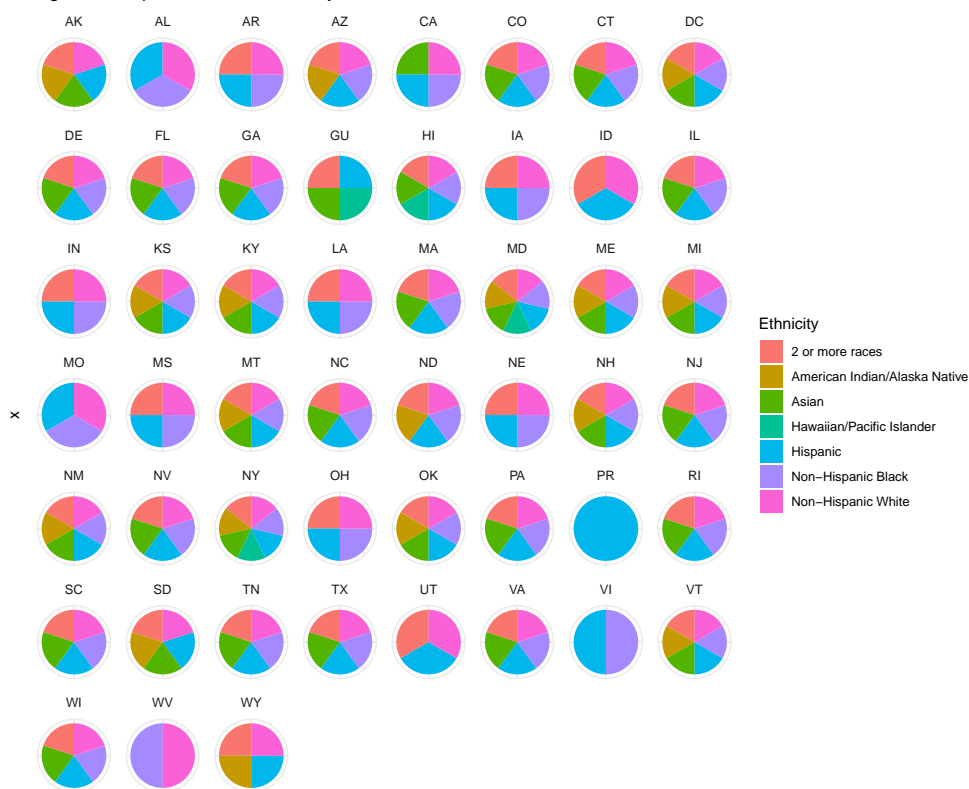 AK AL AR AZ CA CO CT DC
DE FL GA GU HI IA ID IL
IN KS KY LA MA MD ME MI
MO MS MT NC ND NE NH NJ
NM NV NY OH OK PA PR RI
SC SD TN TX UT VA VI VT
WI WV WY
x
Ethnicity
2 or more races
American Indian/Alaska Native
Asian
Hawaiian/Pacific Islander
Hispanic
Non−Hispanic Black
Non−Hispanic White